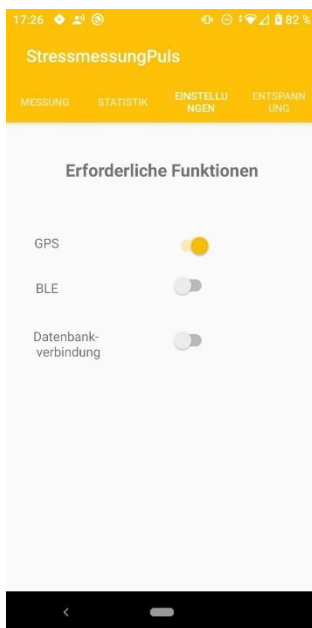 17:26 82 %
StressmessungPuls
MESSUNG STATISTIK EINSTELLU ENTSPANN
NGEN UNG
Erforderliche Funktionen
GPS
BLE
Datenbank-
verbindung